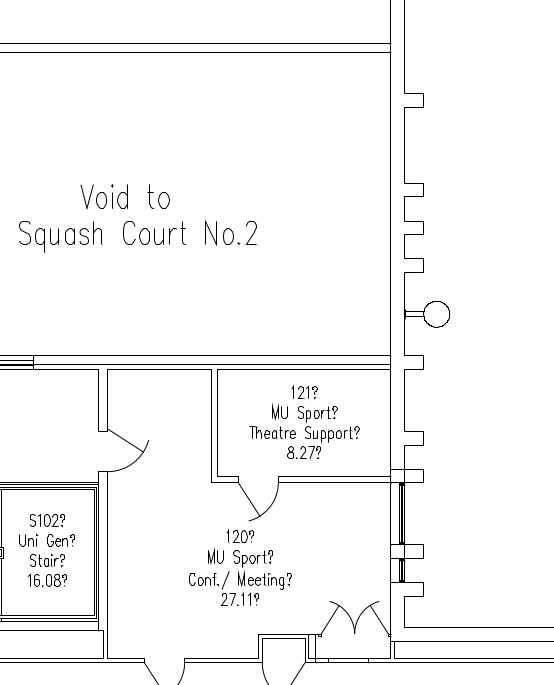 Void to
Squash Court No.2
121?
MU Sport?
Theatre Support?
8.27?
S102?
Uni Gen?
Stair?
16.08?
120?
MU Sport?
Conf./ Meeting?
27.11?